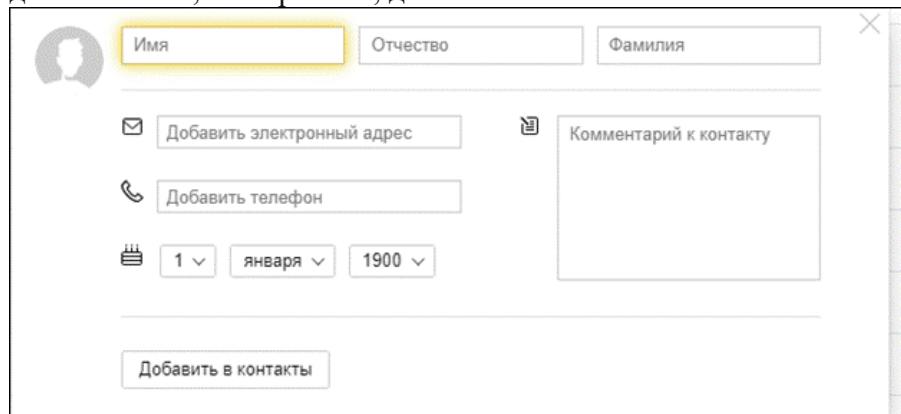 Имя Отчество Фамилия
Добавить электронный адрес
Комментарий к контакту
Добавить телефон
1 января 1900
Добавить в контакты